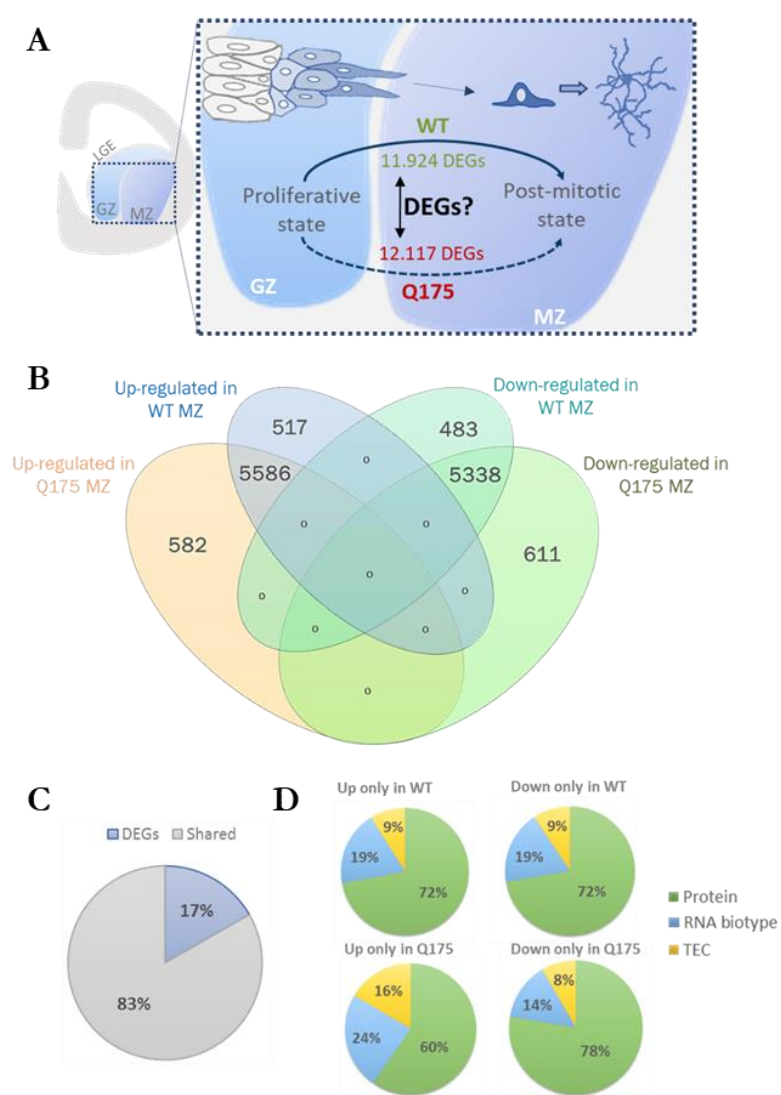 A
LGE
GZ
MZ
WT
11.924 DEGs
Proliferative
state
DEGs?
Post-mitotic
state
12.117 DEGs
Q175
GZ
MZ
B
Up-regulated in
WT MZ
Down-regulated in
WT MZ
Up-regulated in
Q175 MZ
Down-regulated in
Q175 MZ
517
483
0
5586
5338
582
0
0
611
0
0
0
0
0
0
C
DEGs
Shared
17%
83%
D
Up only in WT
9%
19%
72%
Down only in WT
9%
19%
72%
Protein
RNA biotype
TEC
Up only in Q175
16%
24%
60%
Down only in Q175
8%
14%
78%